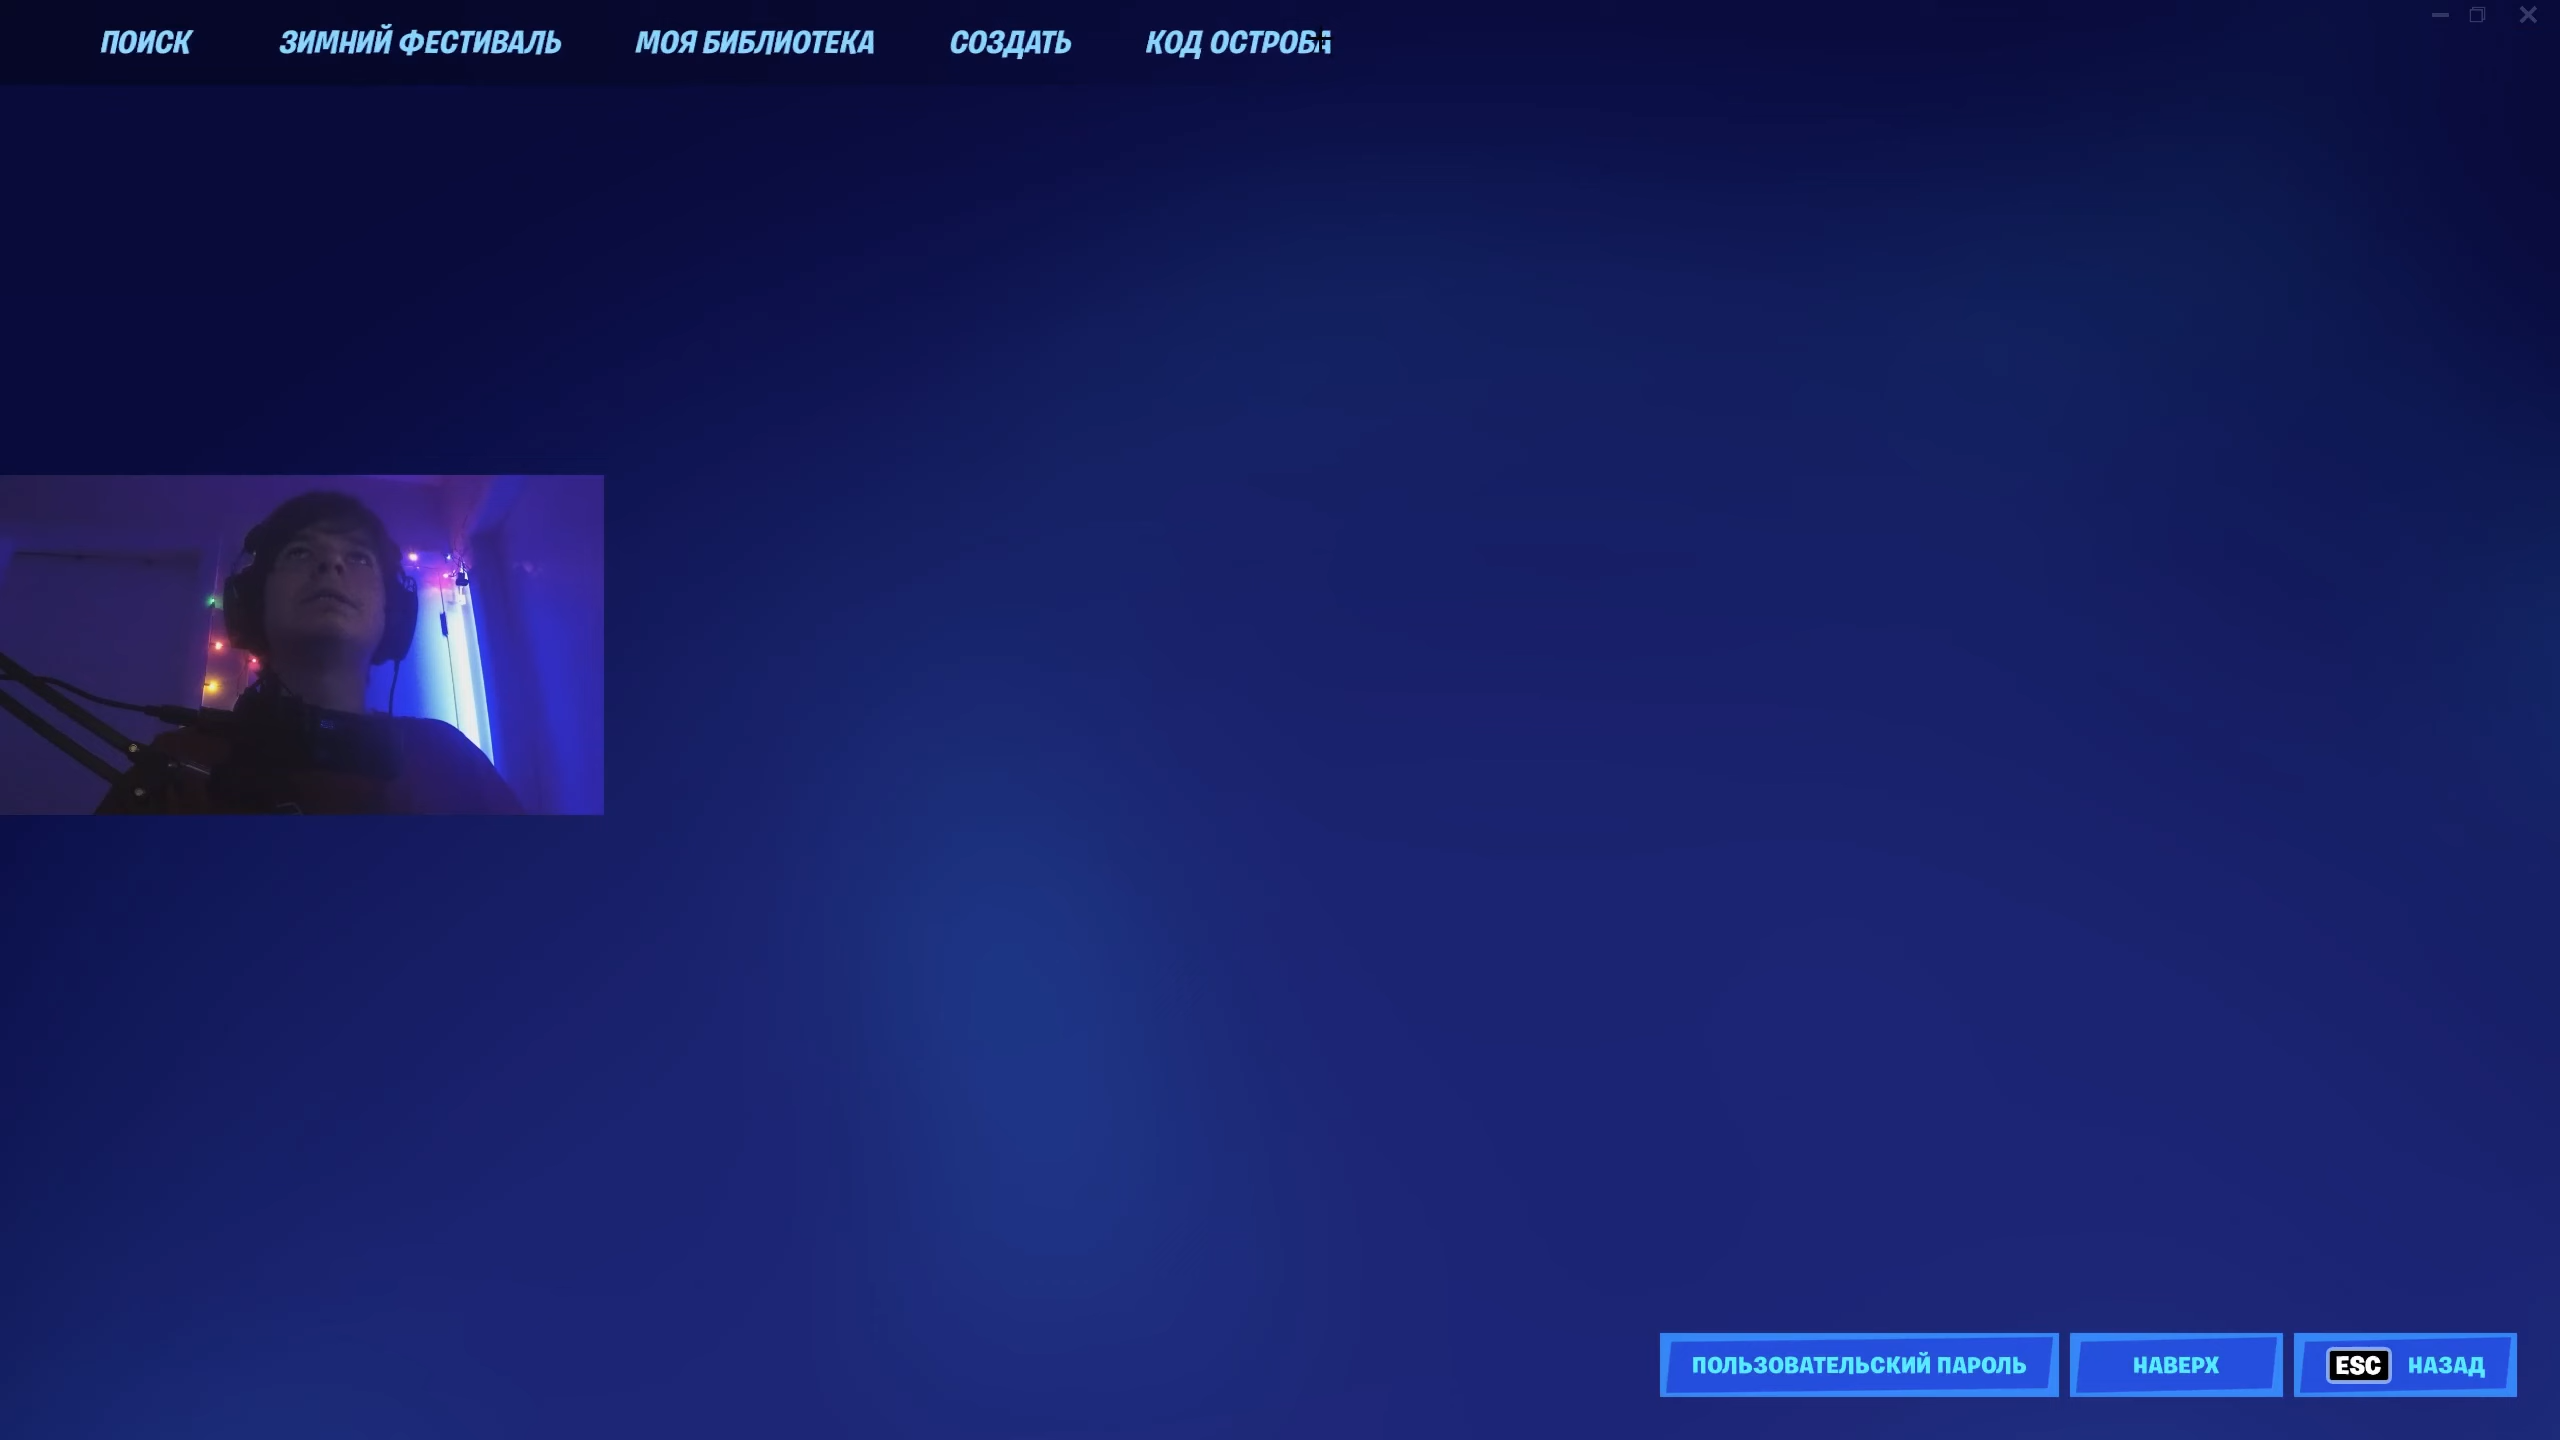 ПОИСК
ЗИМНИЙ ФЕСТИВАЛЬ
МОЯ БИБЛИОТЕКА
СОЗДАТЬ
КОД ОСТРОВА
ПОЛЬЗОВАТЕЛЬСКИЙ ПАРОЛЬ
НАВЕРХ
ESC НАЗАД